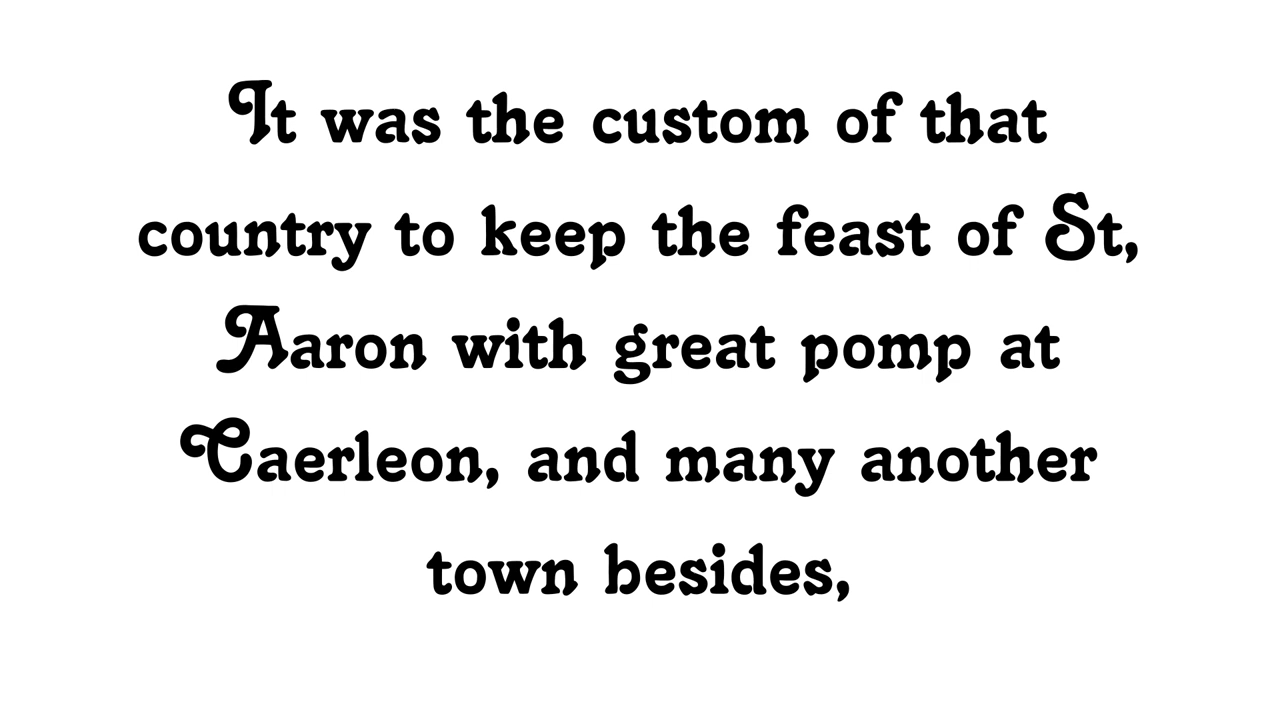 It was the custom of that
country to keep the feast of St,
Aaron with great pomp at
Caerleon, and many another
town besides,